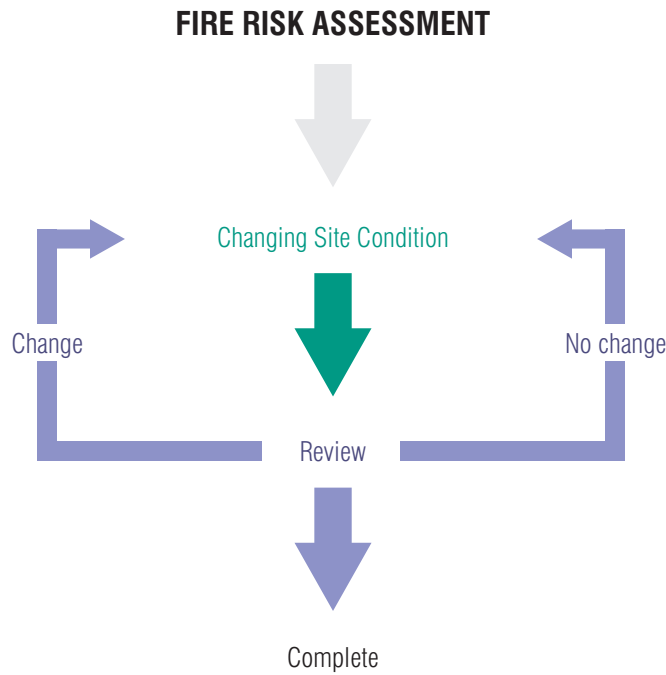 FIRE RISK ASSESSMENT
Changing Site Condition
Change
No change
Review
Complete